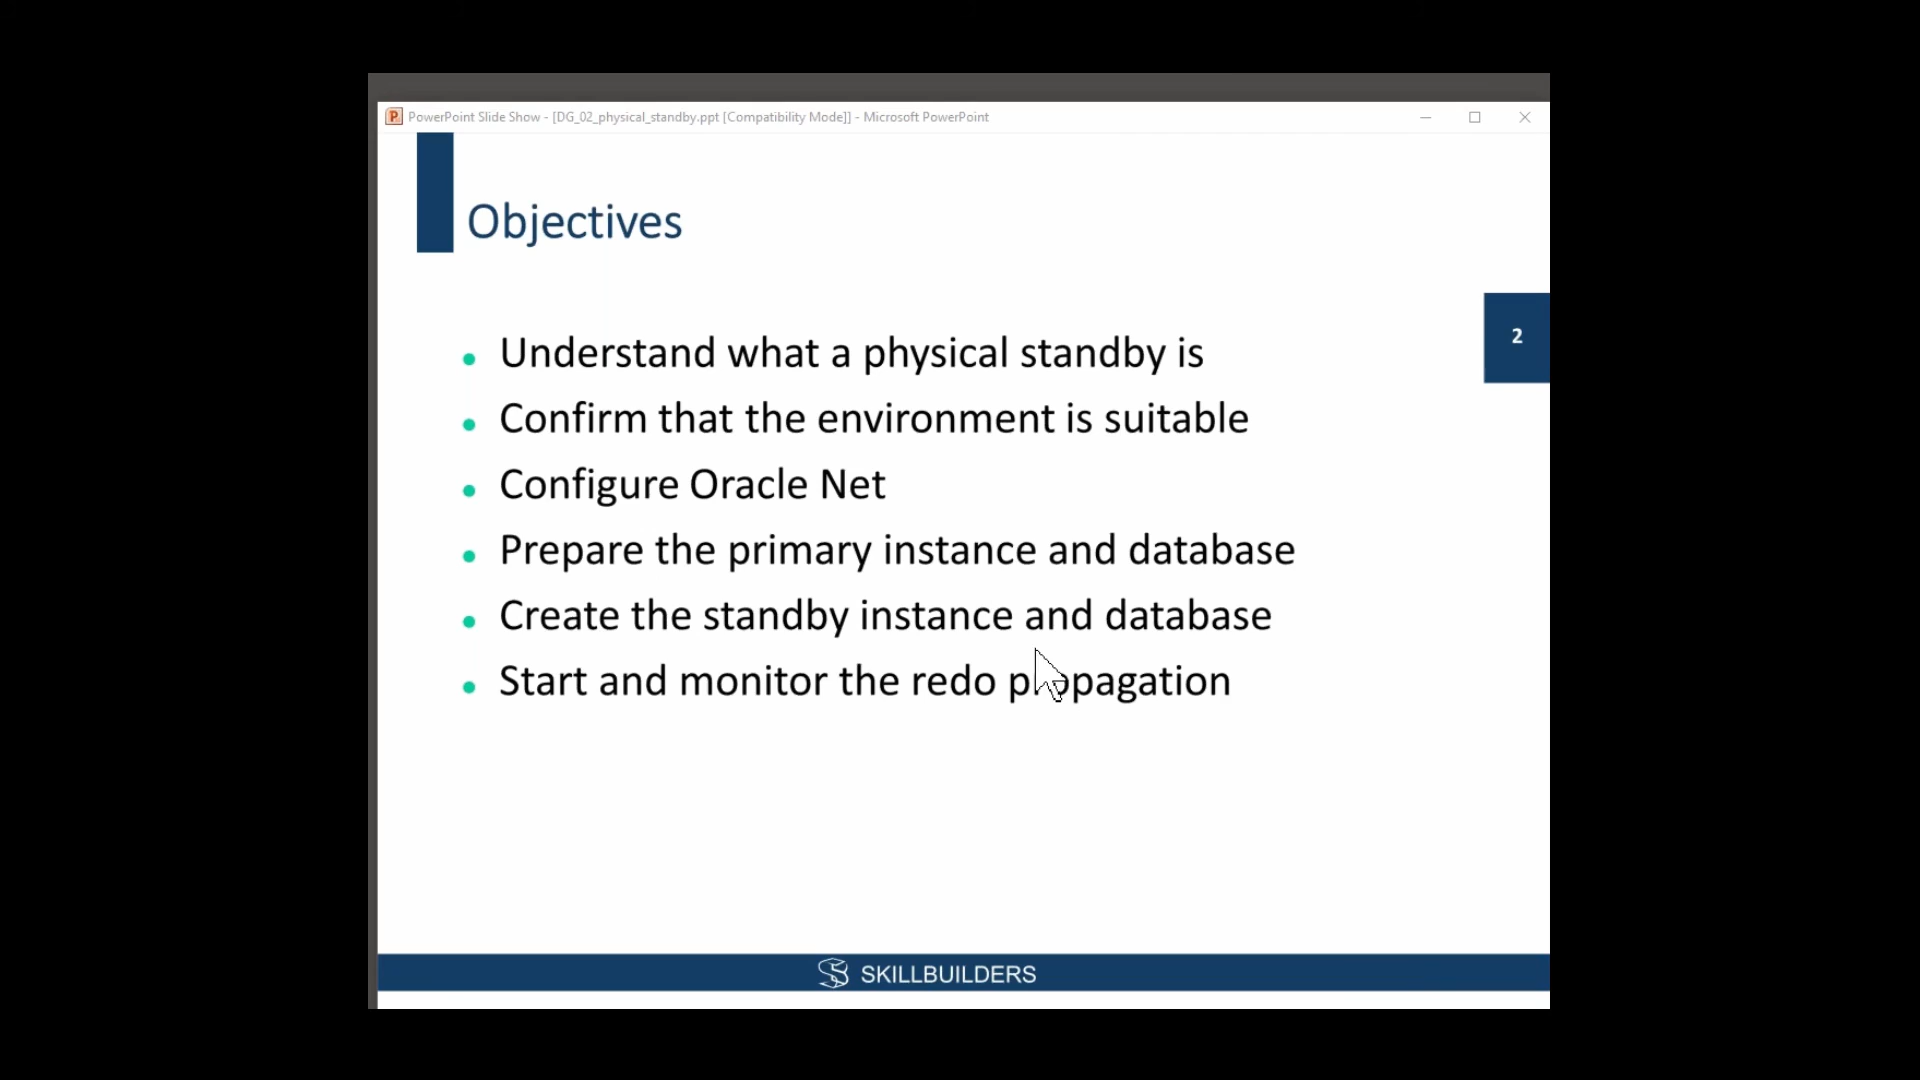 PowerPoint Slide Show - [DG_02_physical_standby.ppt [Compatibility Mode]] - Microsoft PowerPoint
Objectives
2
Understand what a physical standby is
Confirm that the environment is suitable
Configure Oracle Net
Prepare the primary instance and database
Create the standby instance and database
Start and monitor the redo propagation
SKILLBUILDERS